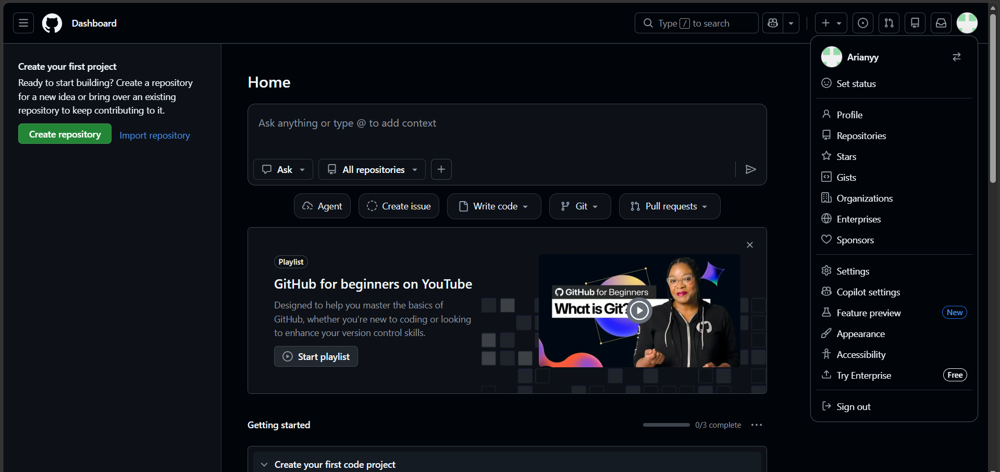 Dashboard
Type / to search
Create your first project
Ready to start building? Create a repository
for a new idea or bring over an existing
repository to keep contributing to it.
Create repository
Import repository
Home
Ask anything or type @ to add context
Ask
All repositories
Agent
Create issue
Write code
Git
Pull requests
Playlist
GitHub for beginners on YouTube
Designed to help you master the basics of
GitHub, whether you're new to coding or looking
to enhance your version control skills.
Start playlist
GitHub for Beginners
What is Git?
Getting started
0/3 complete
Create your first code project
Arianyy
Set status
Profile
Repositories
Stars
Gists
Organizations
Enterprises
Sponsors
Settings
Copilot settings
Feature preview
New
Appearance
Accessibility
Try Enterprise
Free
Sign out